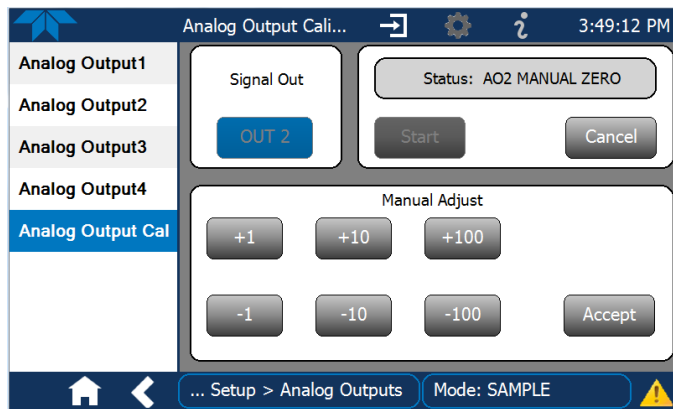 Analog Output Cali... 3:49:12 PM
Analog Output1
Analog Output2
Analog Output3
Analog Output4
Analog Output Cal
Signal Out
OUT 2
Status: AO2 MANUAL ZERO
Start
Cancel
Manual Adjust
+1 +10 +100
-1 -10 -100 Accept
... Setup > Analog Outputs Mode: SAMPLE